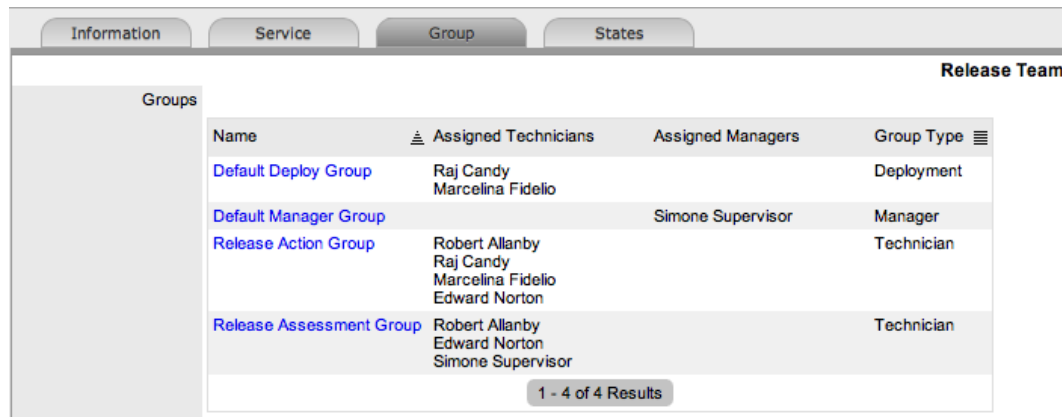 Information Service Group States
Release Team
Groups
Name Assigned Technicians Assigned Managers Group Type
Default Deploy Group Raj Candy Deployment
Marcelina Fidelio
Default Manager Group Simone Supervisor Manager
Release Action Group Robert Allanby Technician
Raj Candy
Marcelina Fidelio
Edward Norton
Release Assessment Group Robert Allanby Technician
Edward Norton
Simone Supervisor
1 - 4 of 4 Results